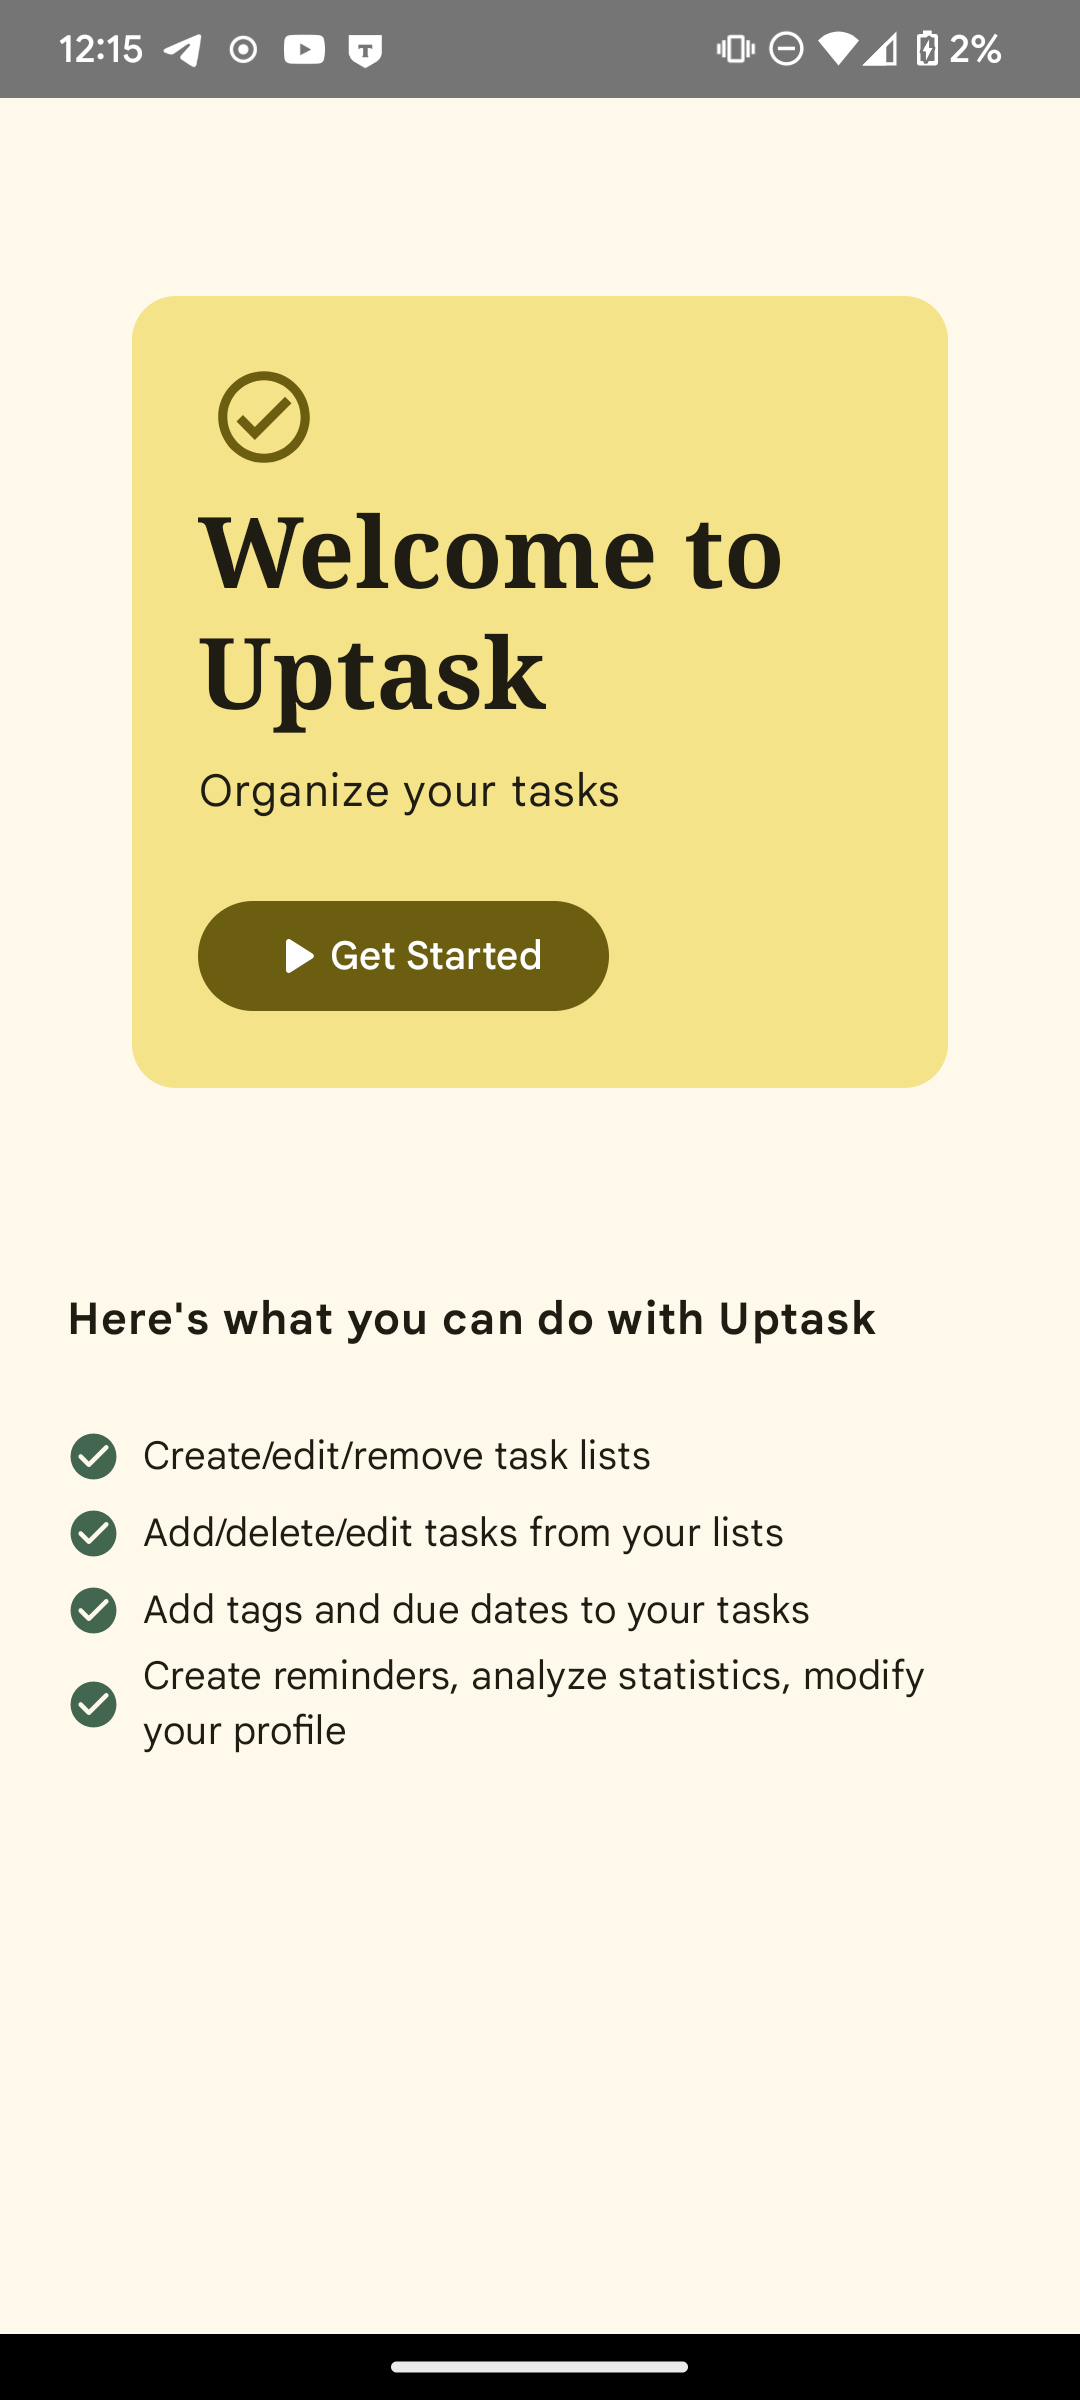 12:15
2%
Welcome to
Uptask
Organize your tasks
Get Started
Here's what you can do with Uptask
Create/edit/remove task lists
Add/delete/edit tasks from your lists
Add tags and due dates to your tasks
Create reminders, analyze statistics, modify
your profile